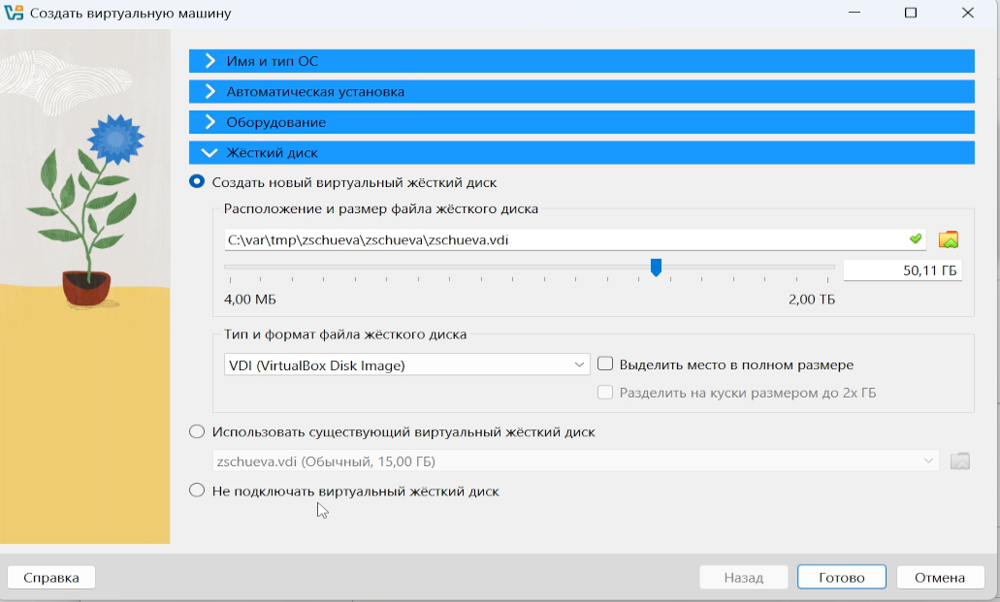 Создать виртуальную машину
Имя и тип ОС
Автоматическая установка
Оборудование
Жёсткий диск
Создать новый виртуальный жёсткий диск
Расположение и размер файла жёсткого диска
C:\var\tmp\zschueva\zschueva\zschueva.vdi
50,11 ГБ
4,00 МБ 2,00 ТБ
Тип и формат файла жёсткого диска
VDI (VirtualBox Disk Image) Выделить место в полном размере
Разделить на куски размером до 2х ГБ
Использовать существующий виртуальный жёсткий диск
zschueva.vdi (Обычный, 15,00 ГБ)
Не подключать виртуальный жёсткий диск
Справка Назад Готово Отмена